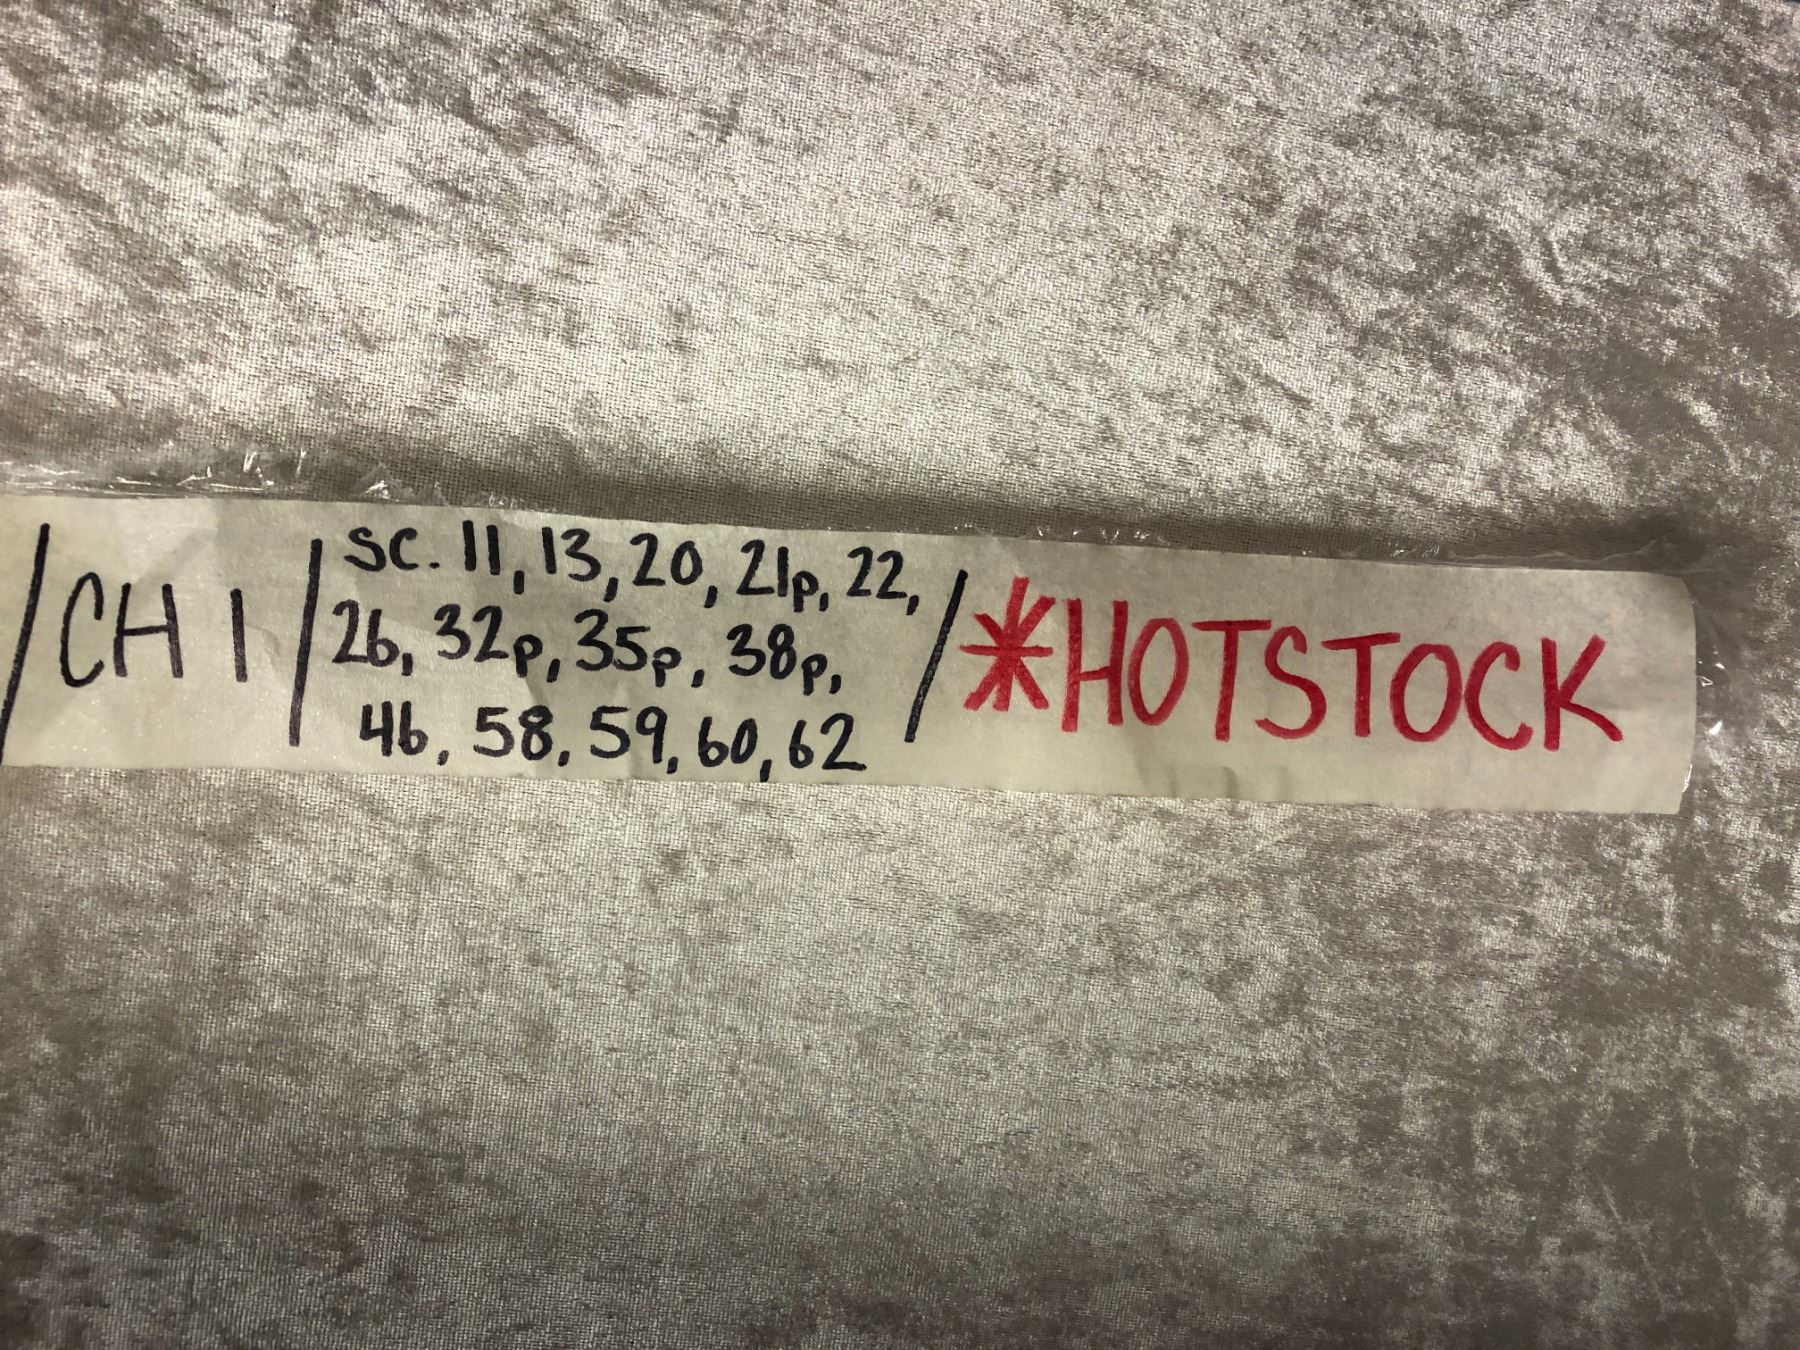 /CH 1/
sc. 11, 13, 20, 21p, 22,
26, 32p, 35p, 38p,
46, 58, 59, 60, 62
/*HOTSTOCK